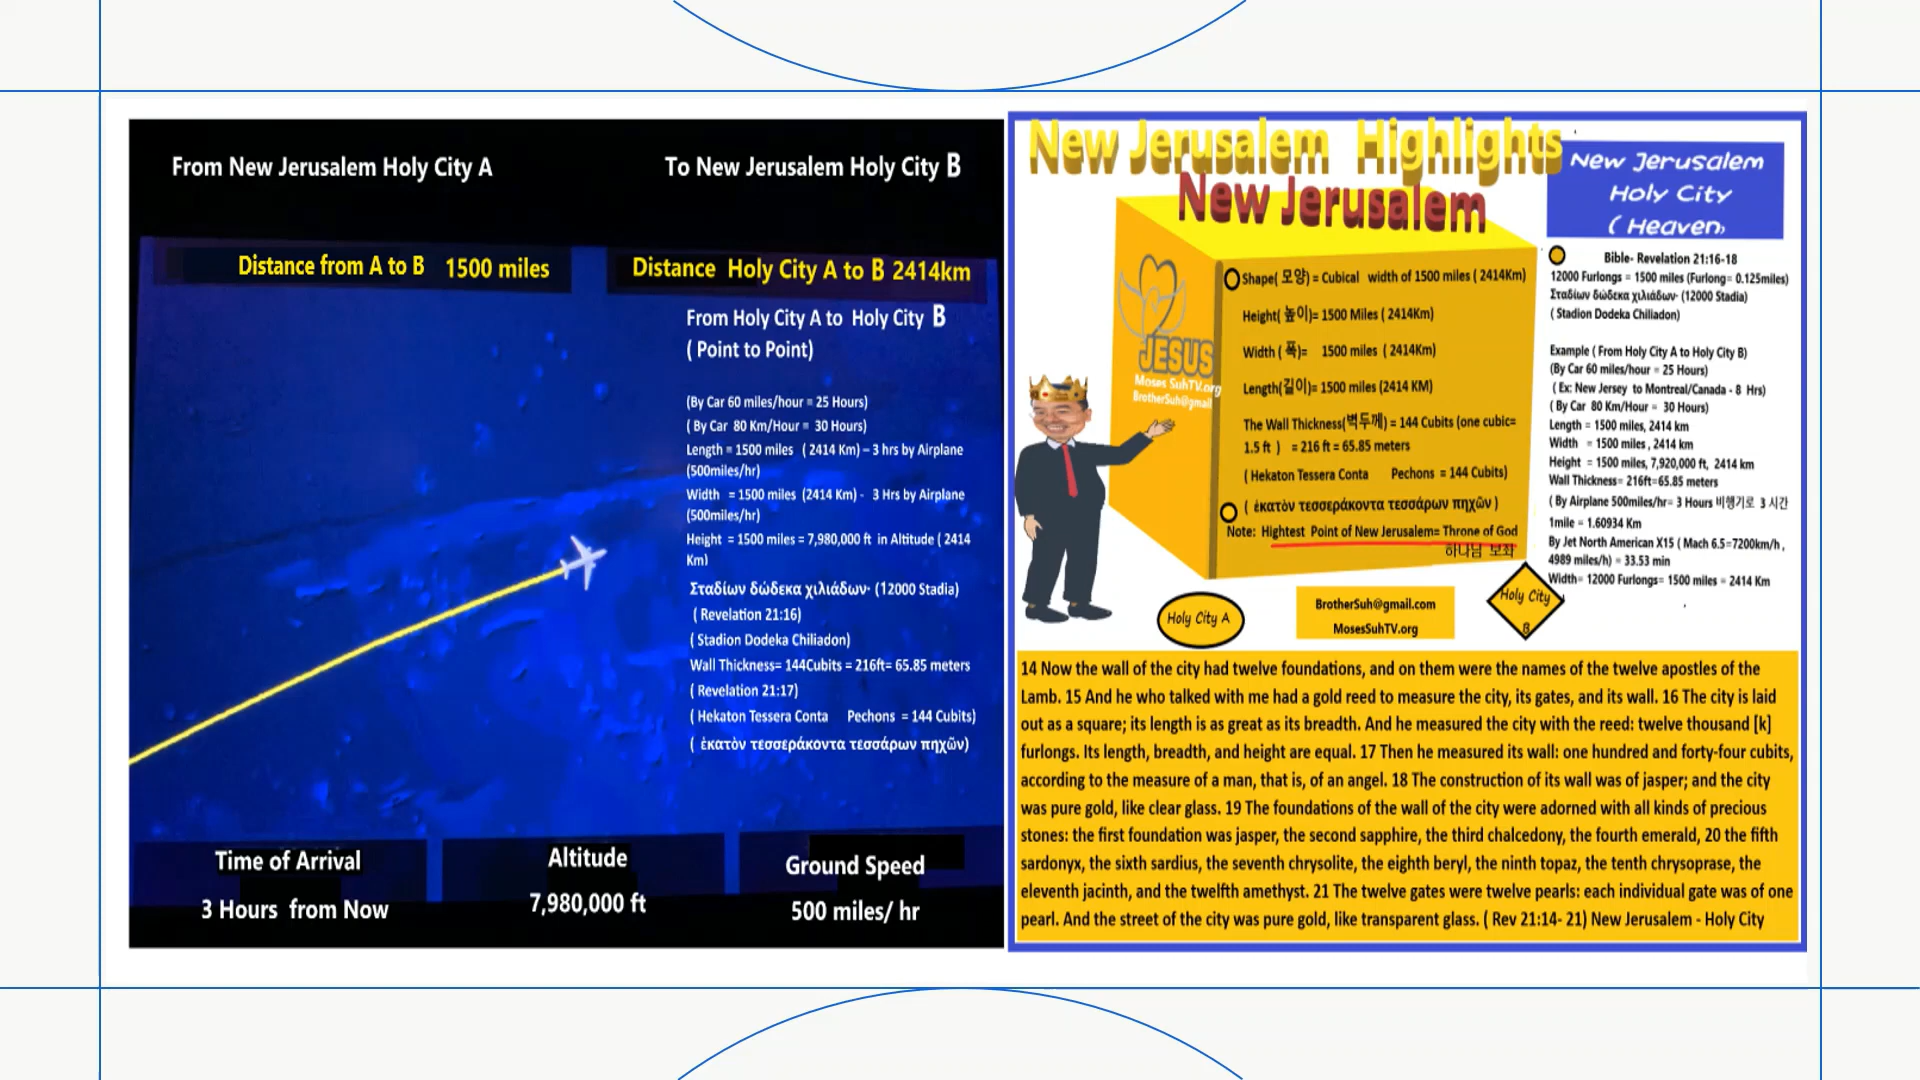 From New Jerusalem Holy City A
To New Jerusalem Holy City B
Distance from A to B 1500 miles
Distance Holy City A to B 2414km
From Holy City A to Holy City B
( Point to Point)
(By Car 60 miles/hour = 25 Hours)
( By Car 80 Km/Hour = 30 Hours)
Length = 1500 miles ( 2414 Km) – 3 hrs by Airplane
(500miles/hr)
Width = 1500 miles (2414 Km) - 3 Hrs by Airplane
(500miles/hr)
Height = 1500 miles = 7,980,000 ft in Altitude ( 2414
Km)
Σταδίων δώδεκα χιλιάδων· (12000 Stadia)
( Revelation 21:16)
( Stadion Dodeka Chiliadon)
Wall Thickness= 144Cubits = 216ft= 65.85 meters
( Revelation 21:17)
( Hekaton Tessera Conta Pechons = 144 Cubits)
( ἑκατὸν τεσσεράκοντα τεσσάρων πηχῶν)
Time of Arrival
3 Hours from Now
Altitude
7,980,000 ft
Ground Speed
500 miles/ hr
New Jerusalem Highlights
New Jerusalem
JESUS
Moses SuhTV.org
BrotherSuh@gmail
Shape( 모양) = Cubical width of 1500 miles ( 2414Km)
Height( 높이)= 1500 Miles ( 2414Km)
Width ( 폭)= 1500 miles ( 2414Km)
Length(길이)= 1500 miles (2414 KM)
The Wall Thickness(벽두께) = 144 Cubits (one cubic=
1.5 ft ) = 216 ft = 65.85 meters
( Hekaton Tessera Conta Pechons = 144 Cubits)
( ἑκατὸν τεσσεράκοντα τεσσάρων πηχῶν )
Note: Hightest Point of New Jerusalem= Throne of God
하나님 보좌
Holy City A
BrotherSuh@gmail.com
MosesSuhTV.org
Holy City
B
New Jerusalem
Holy City
( Heaven)
Bible- Revelation 21:16-18
12000 Furlongs = 1500 miles (Furlong= 0.125miles)
Σταδίων δώδεκα χιλιάδων· (12000 Stadia)
( Stadion Dodeka Chiliadon)
Example ( From Holy City A to Holy City B)
(By Car 60 miles/hour = 25 Hours)
( Ex: New Jersey to Montreal/Canada - 8 Hrs)
( By Car 80 Km/Hour = 30 Hours)
Length = 1500 miles, 2414 km
Width = 1500 miles , 2414 km
Height = 1500 miles, 7,920,000 ft, 2414 km
Wall Thickness= 216ft=65.85 meters
( By Airplane 500miles/hr= 3 Hours 비행기로 3 시간
1mile = 1.60934 Km
By Jet North American X15 ( Mach 6.5=7200km/h ,
4989 miles/h) = 33.53 min
Width= 12000 Furlongs= 1500 miles = 2414 Km
14 Now the wall of the city had twelve foundations, and on them were the names of the twelve apostles of the
Lamb. 15 And he who talked with me had a gold reed to measure the city, its gates, and its wall. 16 The city is laid
out as a square; its length is as great as its breadth. And he measured the city with the reed: twelve thousand [k]
furlongs. Its length, breadth, and height are equal. 17 Then he measured its wall: one hundred and forty-four cubits,
according to the measure of a man, that is, of an angel. 18 The construction of its wall was of jasper; and the city
was pure gold, like clear glass. 19 The foundations of the wall of the city were adorned with all kinds of precious
stones: the first foundation was jasper, the second sapphire, the third chalcedony, the fourth emerald, 20 the fifth
sardonyx, the sixth sardius, the seventh chrysolite, the eighth beryl, the ninth topaz, the tenth chrysoprase, the
eleventh jacinth, and the twelfth amethyst. 21 The twelve gates were twelve pearls: each individual gate was of one
pearl. And the street of the city was pure gold, like transparent glass. ( Rev 21:14- 21) New Jerusalem - Holy City